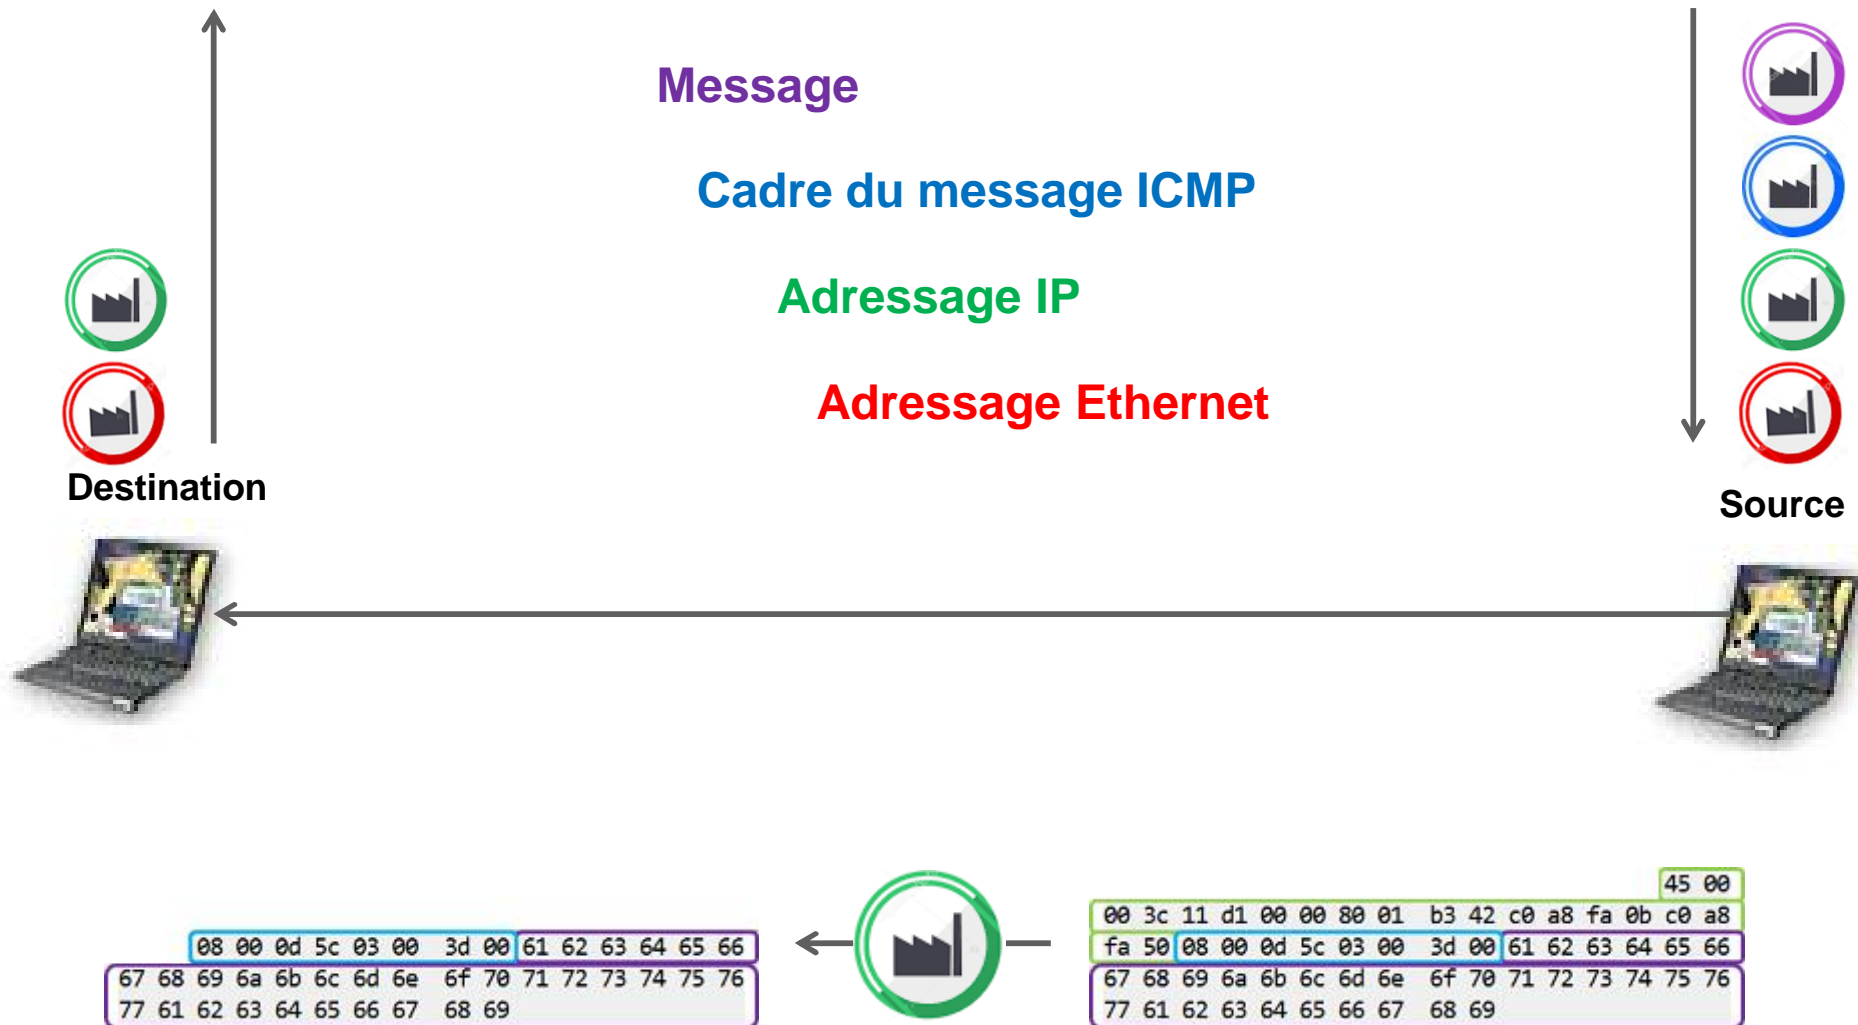 Message
Cadre du message ICMP
Adressage IP
Adressage Ethernet
Destination
Source
08 00 0d 5c 03 00 3d 00 61 62 63 64 65 66
67 68 69 6a 6b 6c 6d 6e 6f 70 71 72 73 74 75 76
77 61 62 63 64 65 66 67 68 69
45 00
00 3c 11 d1 00 00 80 01 b3 42 c0 a8 fa 0b c0 a8
fa 50 08 00 0d 5c 03 00 3d 00 61 62 63 64 65 66
67 68 69 6a 6b 6c 6d 6e 6f 70 71 72 73 74 75 76
77 61 62 63 64 65 66 67 68 69